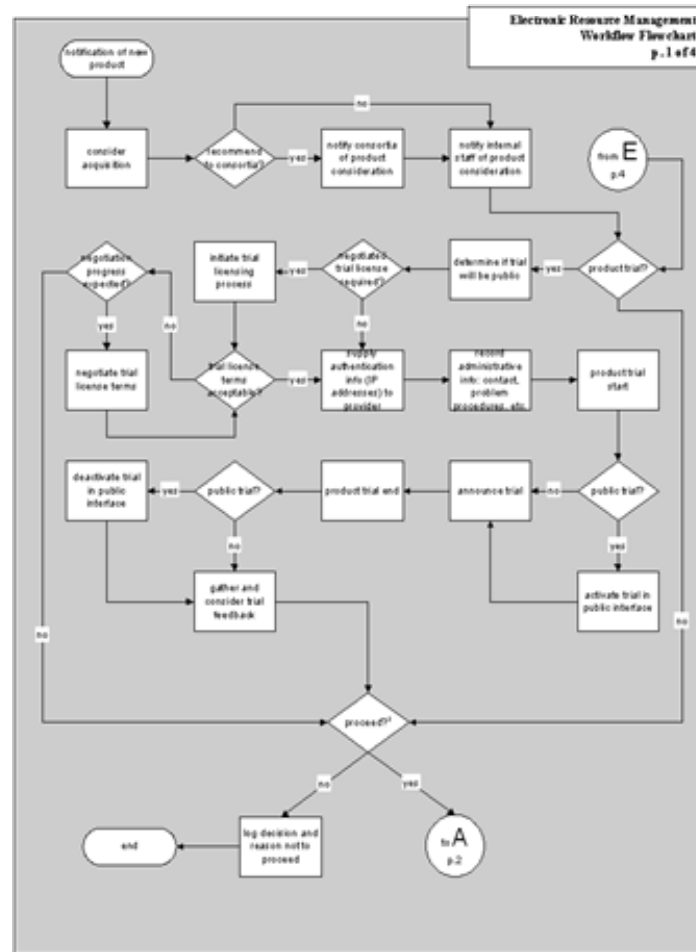 Electronic Resource Management
Workflow Flowchart
p. 1 of 4
notification of new
product
no
consider
acquisition
recommend
to consortia?
yes
notify consortia
of product
consideration
notify internal
staff of product
consideration
from E
p.4
negotiation
progress
expected?
initiate trial
licensing
process
yes
negotiated
trial license
required?
determine if trial
will be public
yes
product trial?
yes
no
no
negotiate trial
license terms
trial license
terms
acceptable?
yes
supply
authentication
info (IP
addresses) to
provider
record
administrative
info: contact,
problem
procedures, etc
product trial
start
deactivate trial
in public
interface
yes
public trial?
product trial end
announce trial
no
public trial?
no
yes
gather and
consider trial
feedback
activate trial in
public interface
no
no
proceed?
no
yes
end
log decision and
reason not to
proceed
to A
p.2